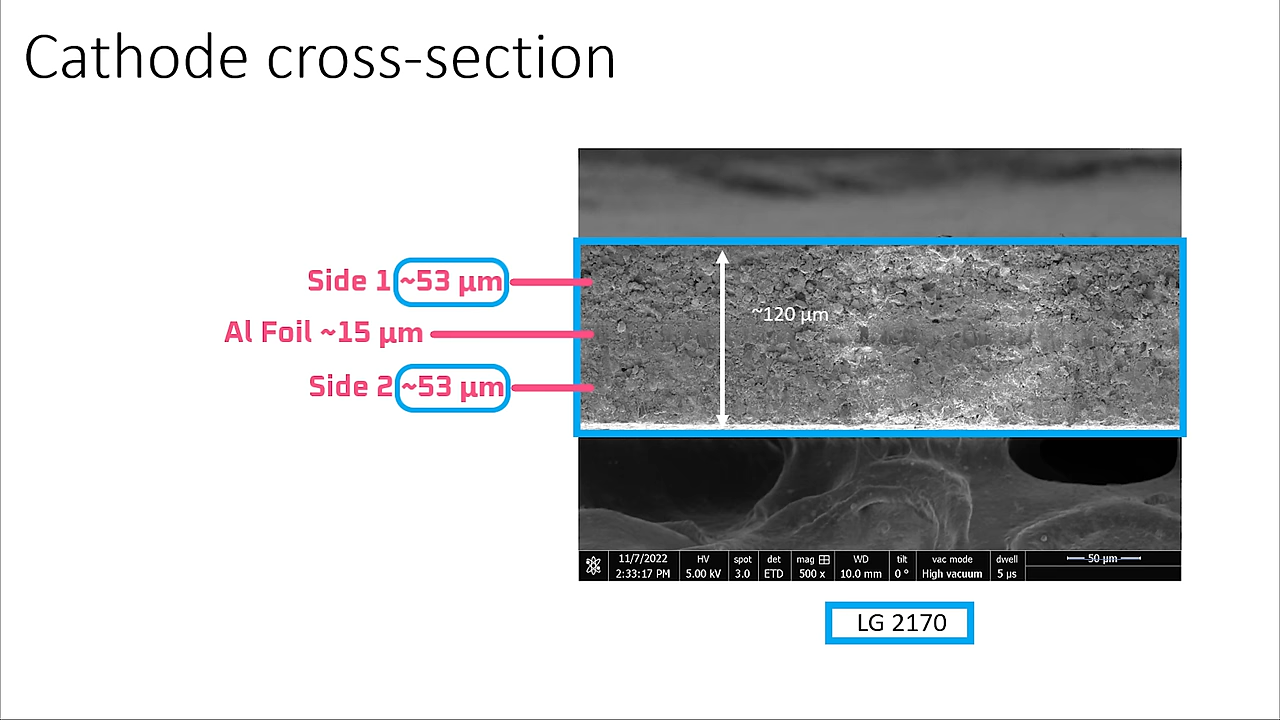 Cathode cross-section
Side 1 ~53 µm
~120 µm
Al Foil ~15 µm
Side 2 ~53 µm
11/7/2022 HV spot det mag WD tilt vac mode dwell 50 µm
2:33:17 PM 5.00 kV 3.0 ETD 500 x 10.0 mm 0 ° High vacuum 5 µs
LG 2170